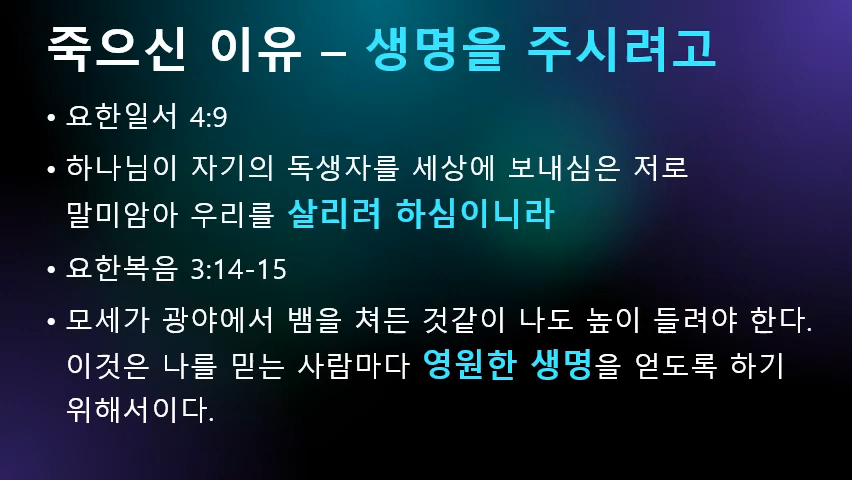 죽으신 이유 – 생명을 주시려고
• 요한일서 4:9
• 하나님이 자기의 독생자를 세상에 보내심은 저로
말미암아 우리를 살리려 하심이니라
• 요한복음 3:14-15
• 모세가 광야에서 뱀을 쳐든 것같이 나도 높이 들려야 한다.
이것은 나를 믿는 사람마다 영원한 생명을 얻도록 하기
위해서이다.